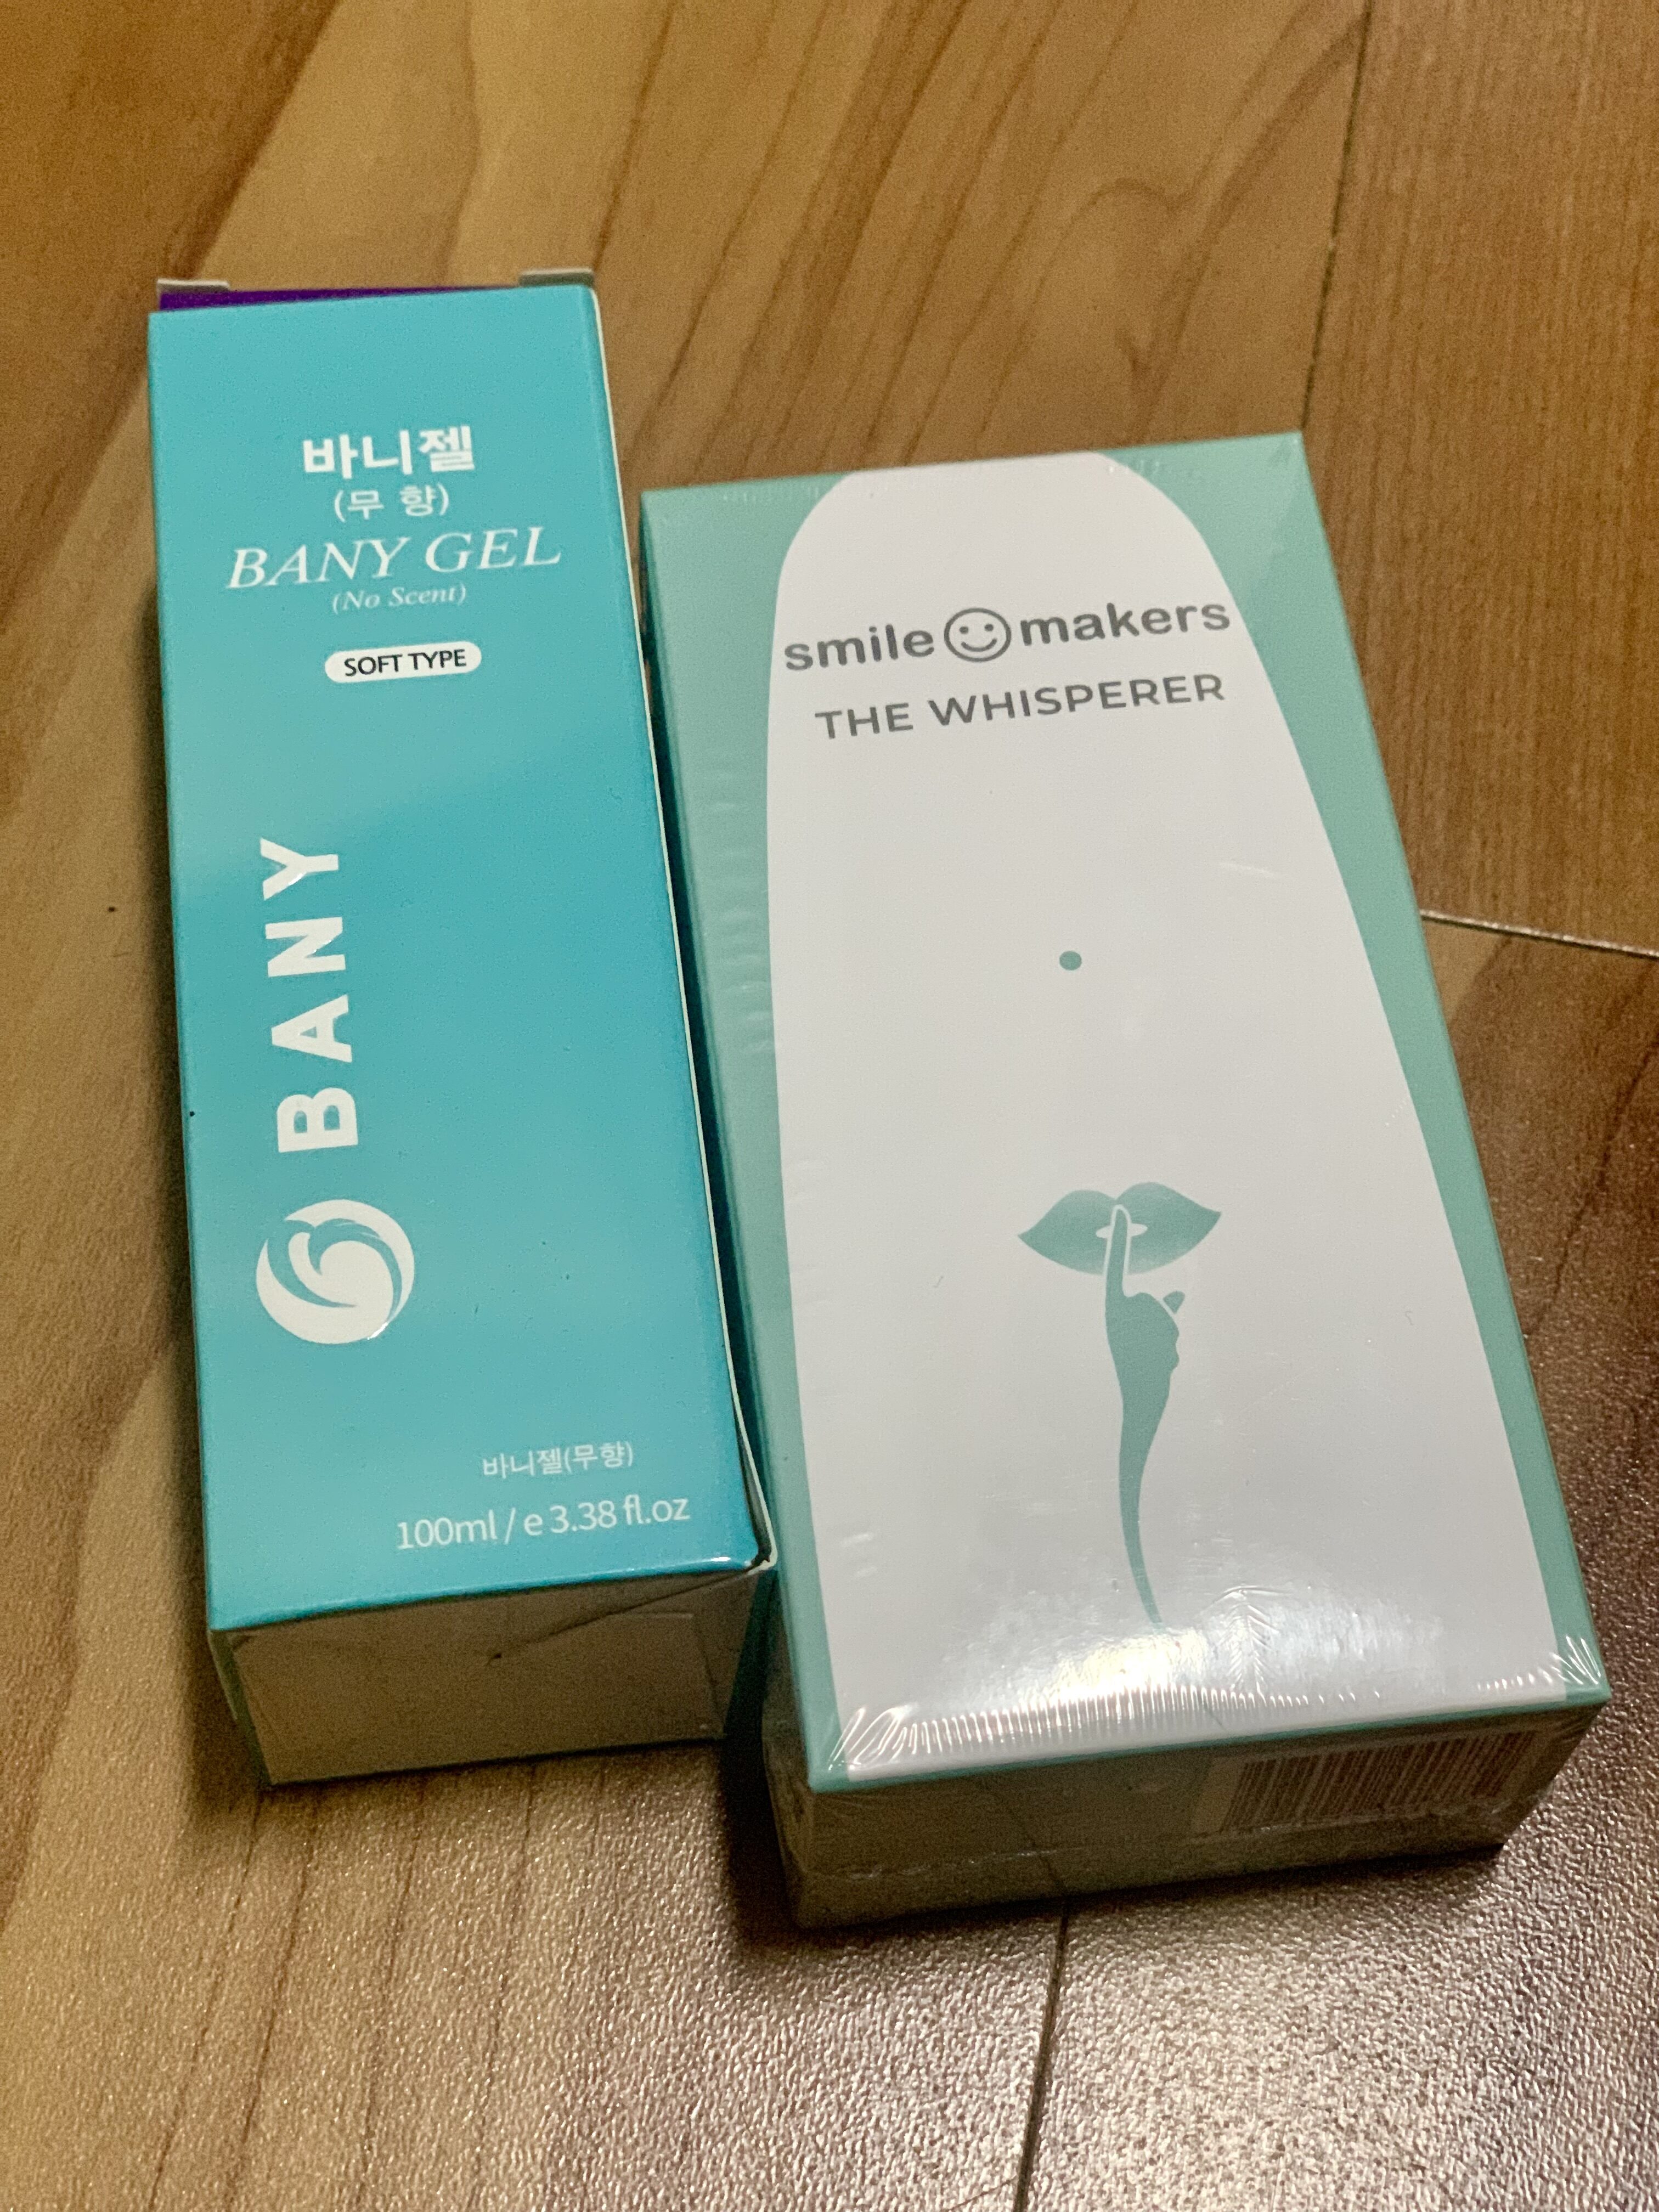 바니젤
(무 향)
BANY GEL
(No Scent)
SOFT TYPE
BANY
바니젤(무향)
100ml / e 3.38 fl.oz
smile makers
THE WHISPERER